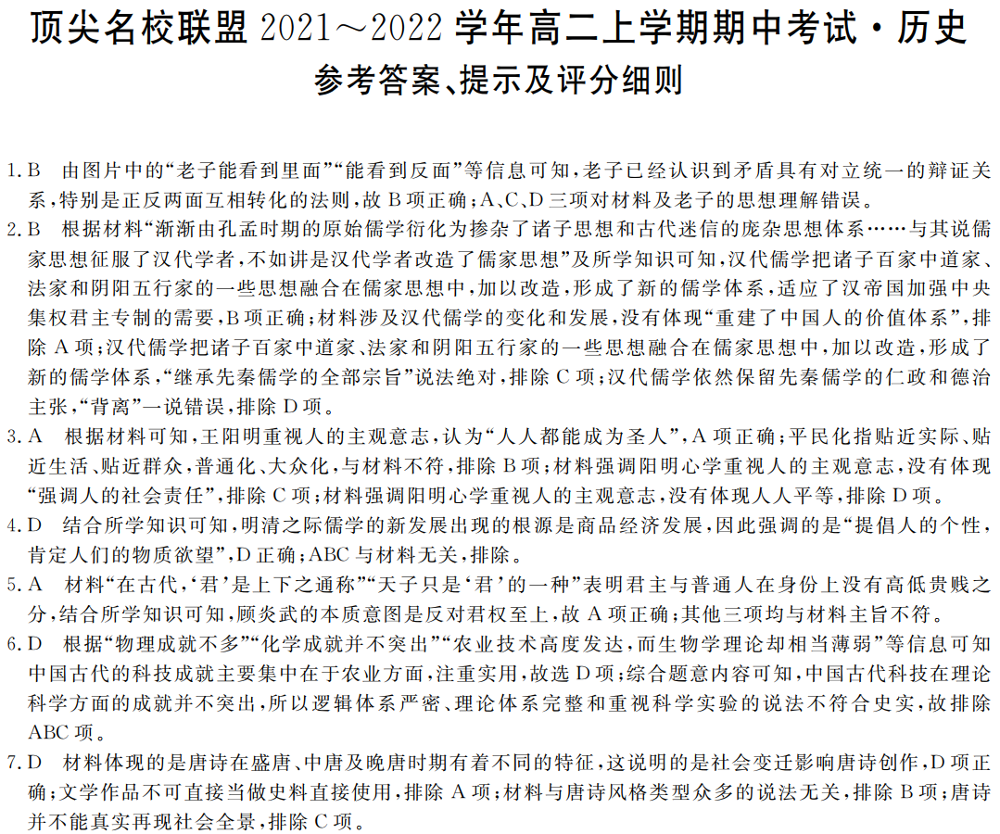 顶尖名校联盟 2021～2022 学年高二上学期期中考试·历史
参考答案、提示及评分细则
1. B 由图片中的“老子能看到里面”“能看到反面”等信息可知,老子已经认识到矛盾具有对立统一的辩证关
系,特别是正反两面互相转化的法则,故 B 项正确;A、C、D 三项对材料及老子的思想理解错误。
2. B 根据材料“渐渐由孔孟时期的原始儒学衍化为掺杂了诸子思想和古代迷信的庞杂思想体系……与其说儒
家思想征服了汉代学者,不如讲是汉代学者改造了儒家思想”及所学知识可知,汉代儒学把诸子百家中道家、
法家和阴阳五行家的一些思想融合在儒家思想中,加以改造,形成了新的儒学体系,适应了汉帝国加强中央
集权君主专制的需要,B 项正确;材料涉及汉代儒学的变化和发展,没有体现“重建了中国人的价值体系”,排
除 A 项;汉代儒学把诸子百家中道家、法家和阴阳五行家的一些思想融合在儒家思想中,加以改造,形成了
新的儒学体系,“继承先秦儒学的全部宗旨”说法绝对,排除 C 项;汉代儒学依然保留先秦儒学的仁政和德治
主张,“背离”一说错误,排除 D 项。
3. A 根据材料可知,王阳明重视人的主观意志,认为“人人都能成为圣人”,A 项正确;平民化指贴近实际、贴
近生活、贴近群众,普通化、大众化,与材料不符,排除 B 项;材料强调阳明心学重视人的主观意志,没有体现
“强调人的社会责任”,排除 C 项;材料强调阳明心学重视人的主观意志,没有体现人人平等,排除 D 项。
4. D 结合所学知识可知,明清之际儒学的新发展出现的根源是商品经济发展,因此强调的是“提倡人的个性,
肯定人们的物质欲望”,D 正确;ABC 与材料无关,排除。
5. A 材料“在古代,‘君’是上下之通称”“天子只是‘君’的一种”表明君主与普通人在身份上没有高低贵贱之
分,结合所学知识可知,顾炎武的本质意图是反对君权至上,故 A 项正确;其他三项均与材料主旨不符。
6. D 根据“物理成就不多”“化学成就并不突出”“农业技术高度发达,而生物学理论却相当薄弱”等信息可知
中国古代的科技成就主要集中在于农业方面,注重实用,故选 D 项;综合题意内容可知,中国古代科技在理论
科学方面的成就并不突出,所以逻辑体系严密、理论体系完整和重视科学实验的说法不符合史实,故排除
ABC 项。
7. D 材料体现的是唐诗在盛唐、中唐及晚唐时期有着不同的特征,这说明的是社会变迁影响唐诗创作,D 项正
确;文学作品不可直接当做史料直接使用,排除 A 项;材料与唐诗风格类型众多的说法无关,排除 B 项;唐诗
并不能真实再现社会全景,排除 C 项。